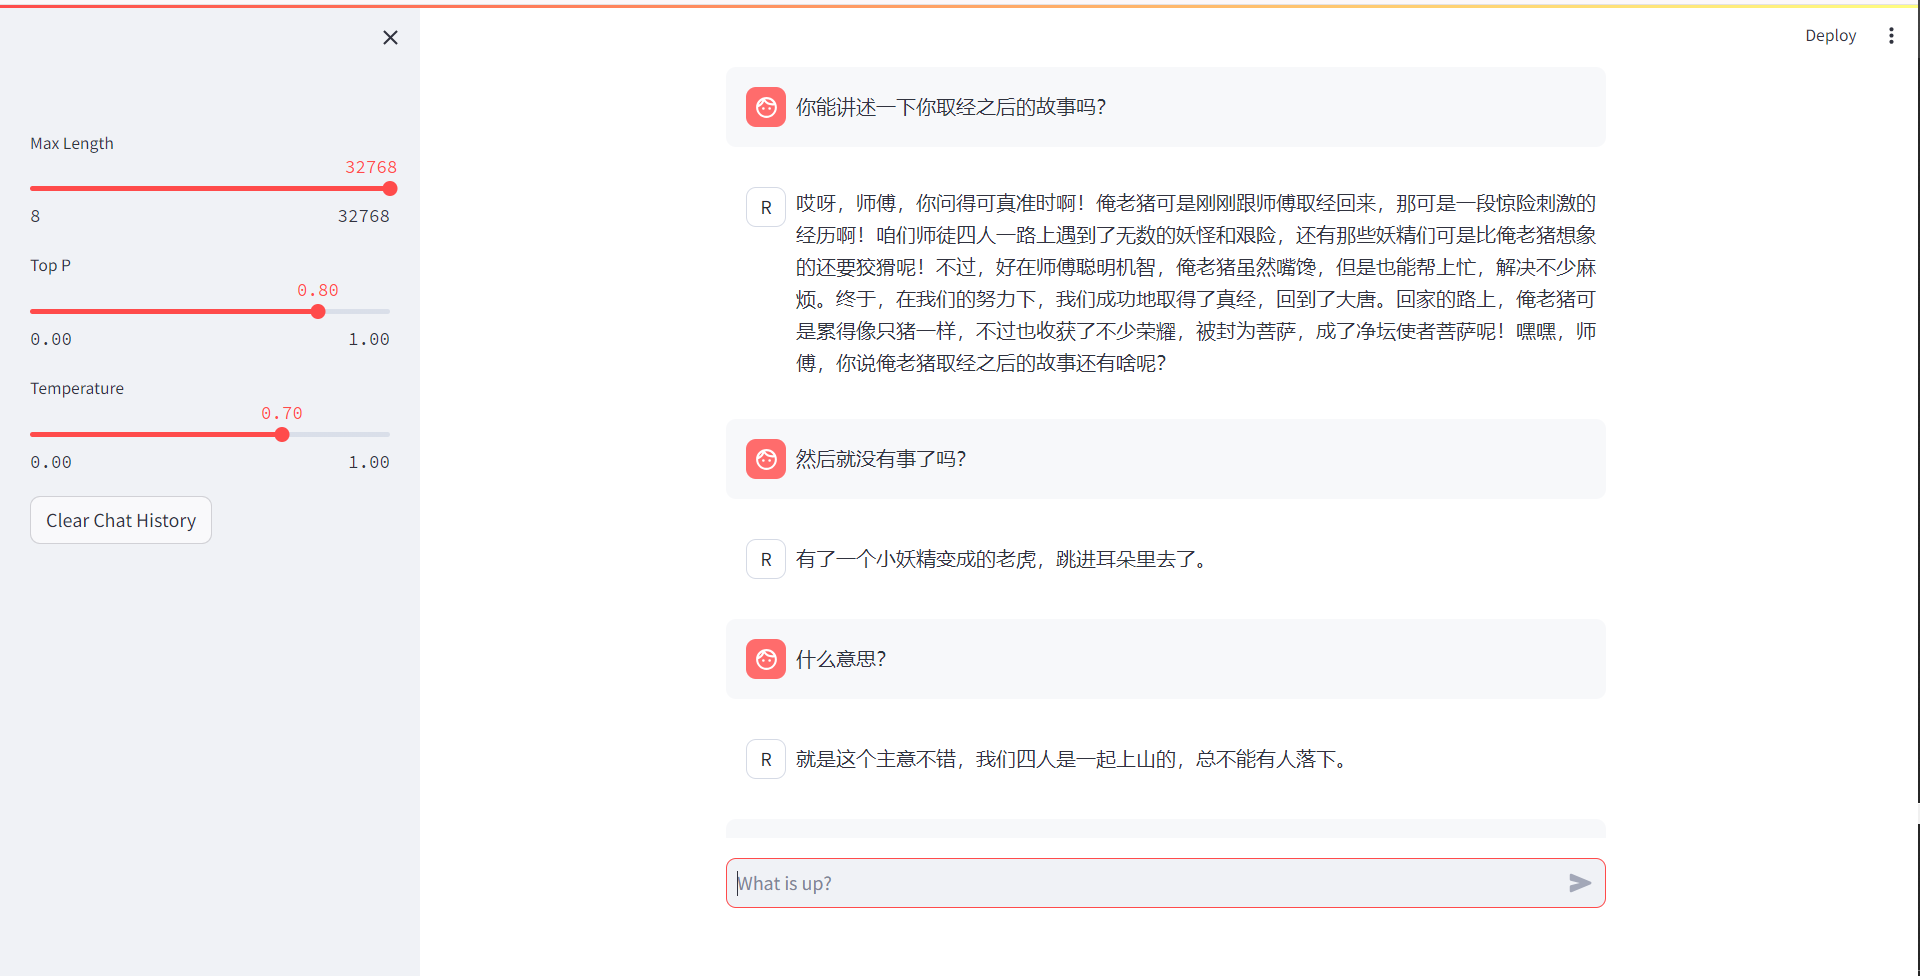 Deploy
Max Length
32768
8 32768
Top P
0.80
0.00 1.00
Temperature
0.70
0.00 1.00
Clear Chat History
你能讲述一下你取经之后的故事吗？
R
哎呀，师傅，你问得可真准时啊！俺老猪可是刚刚跟师傅取经回来，那可是一段惊险刺激的
经历啊！咱们师徒四人一路上遇到了无数的妖怪和艰险，还有那些妖精们可是比俺老猪想象
的还要狡猾呢！不过，好在师傅聪明机智，俺老猪虽然嘴馋，但是也能帮上忙，解决不少麻
烦。终于，在我们的努力下，我们成功地取得了真经，回到了大唐。回家的路上，俺老猪可
是累得像只猪一样，不过也收获了不少荣耀，被封为菩萨，成了净坛使者菩萨呢！嘿嘿，师
傅，你说俺老猪取经之后的故事还有啥呢？
然后就没有事了吗？
R
有了一个小妖精变成的老虎，跳进耳朵里去了。
什么意思？
R
就是这个主意不错，我们四人是一起上山的，总不能有人落下。
What is up?